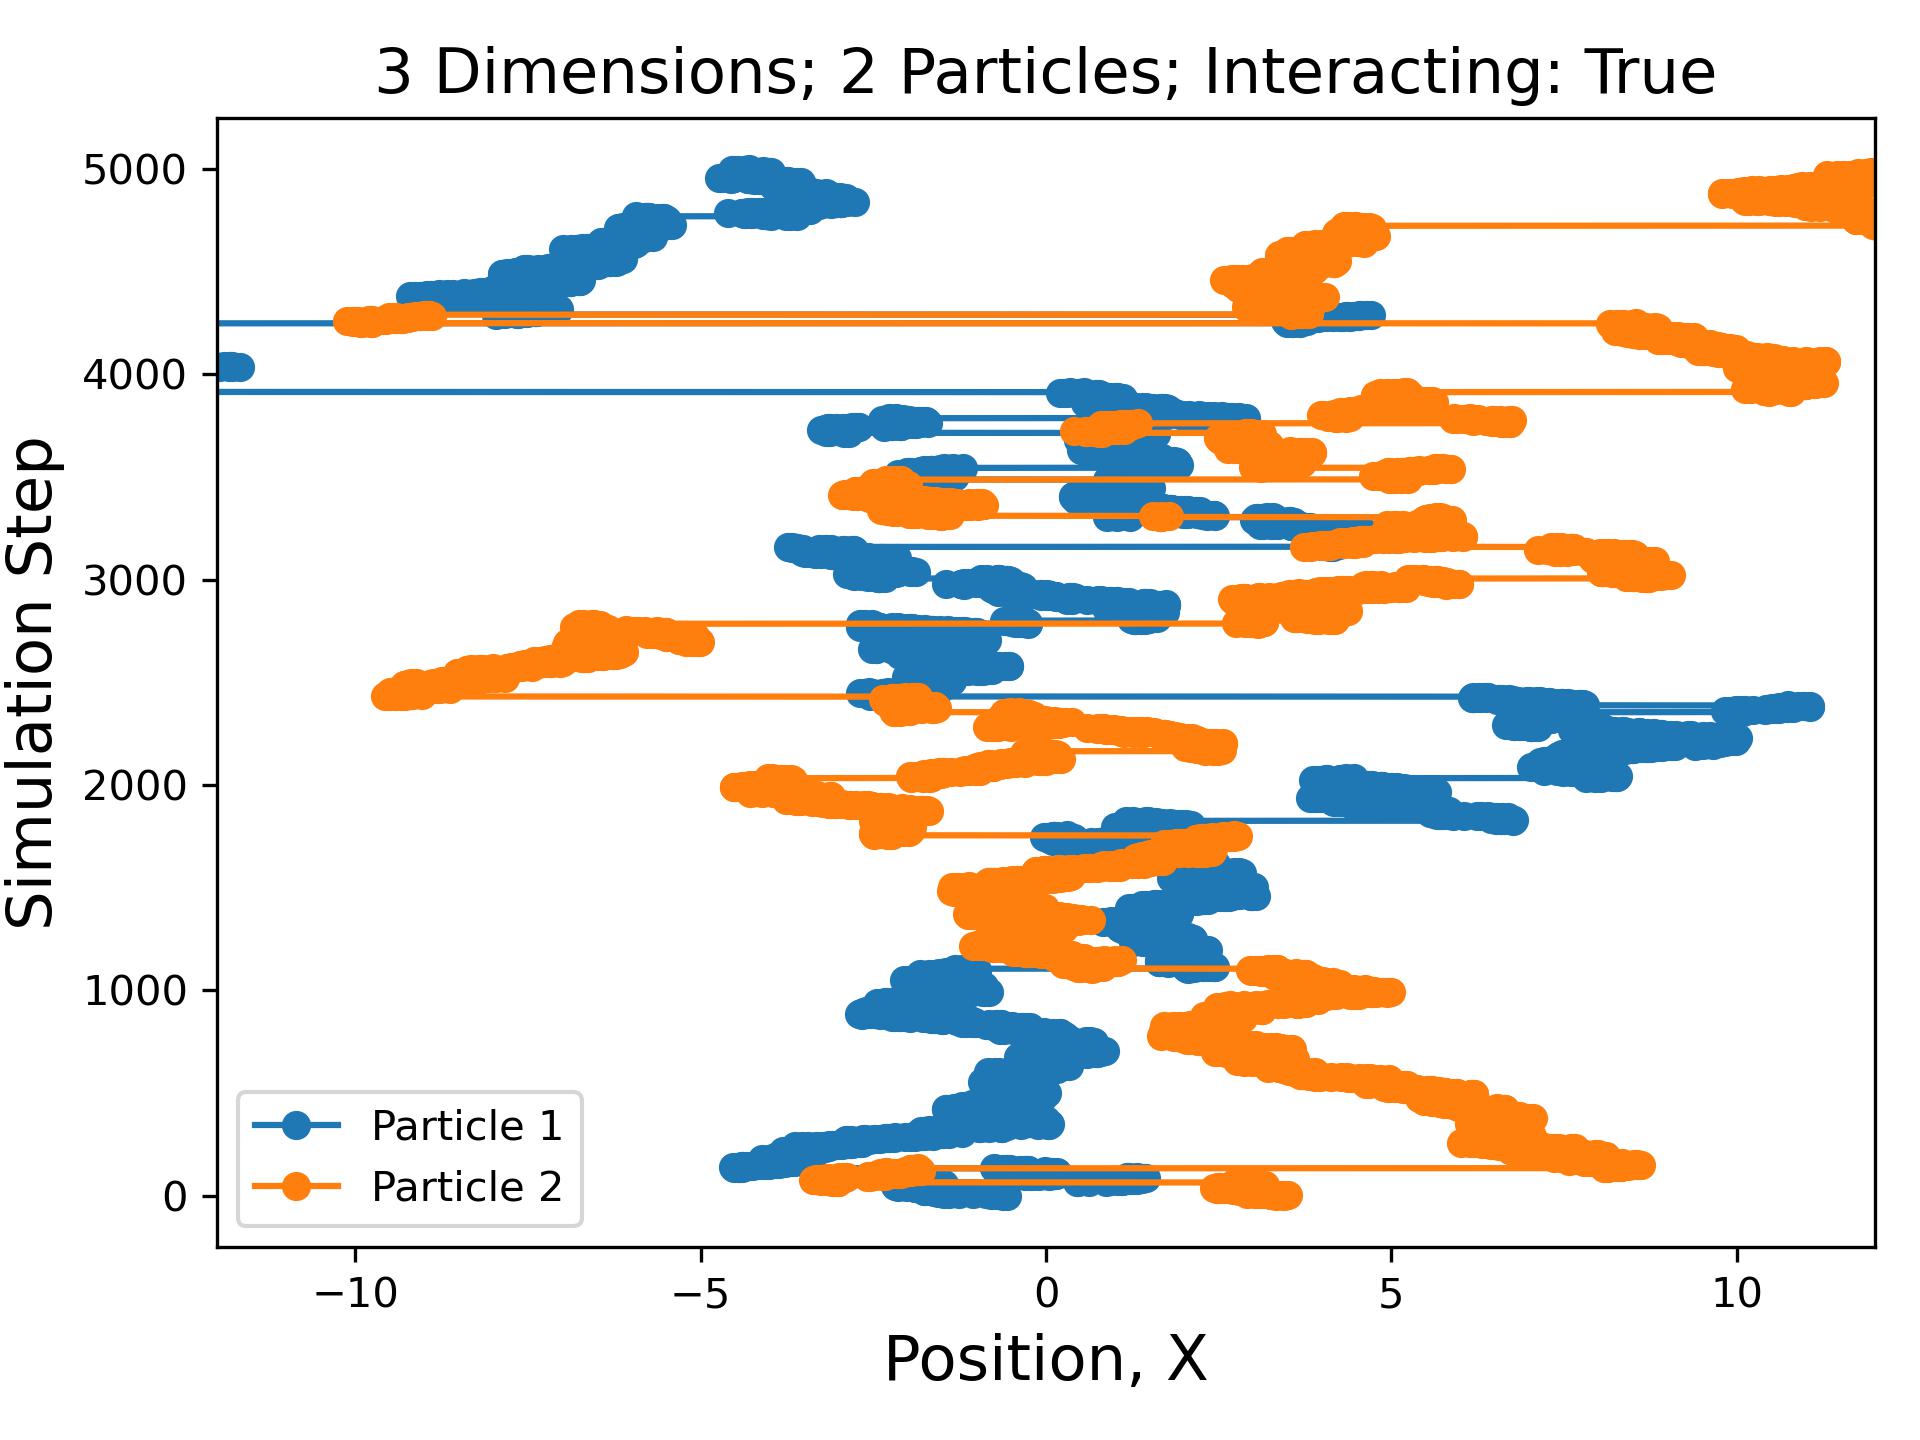 3 Dimensions; 2 Particles; Interacting: True
Simulation Step
5000
4000
3000
2000
1000
0
Particle 1
Particle 2
−10
−5
0
5
10
Position, X